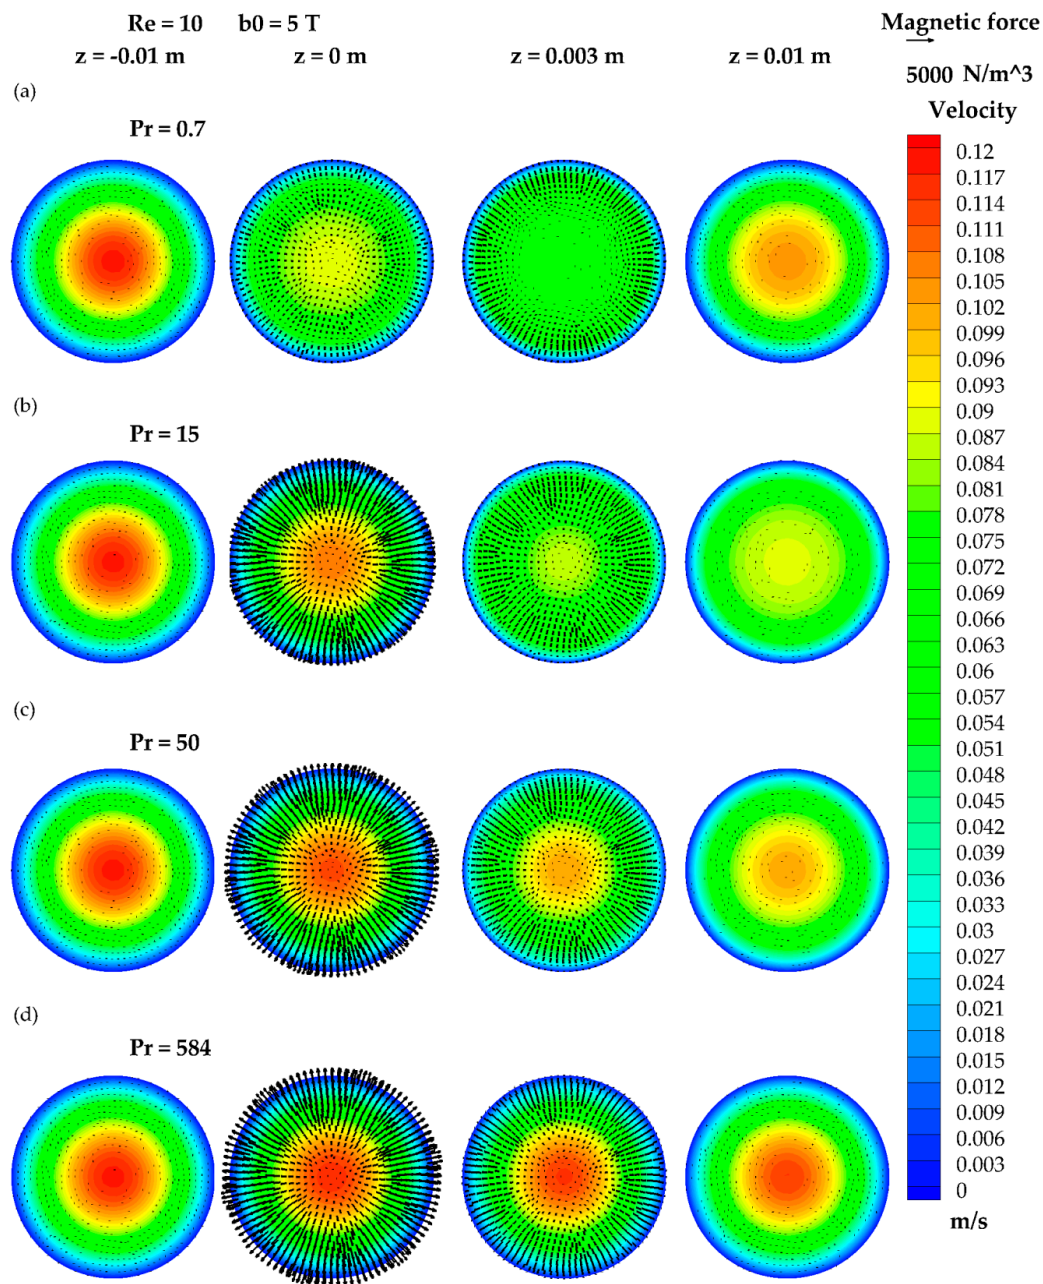 Re = 10 b0 = 5 T
z = -0.01 m z = 0 m z = 0.003 m z = 0.01 m
Magnetic force
5000 N/m^3
Velocity
(a)
Pr = 0.7
(b)
Pr = 15
(c)
Pr = 50
(d)
Pr = 584
0.12
0.117
0.114
0.111
0.108
0.105
0.102
0.099
0.096
0.093
0.09
0.087
0.084
0.081
0.078
0.075
0.072
0.069
0.066
0.063
0.06
0.057
0.054
0.051
0.048
0.045
0.042
0.039
0.036
0.033
0.03
0.027
0.024
0.021
0.018
0.015
0.012
0.009
0.006
0.003
0
m/s